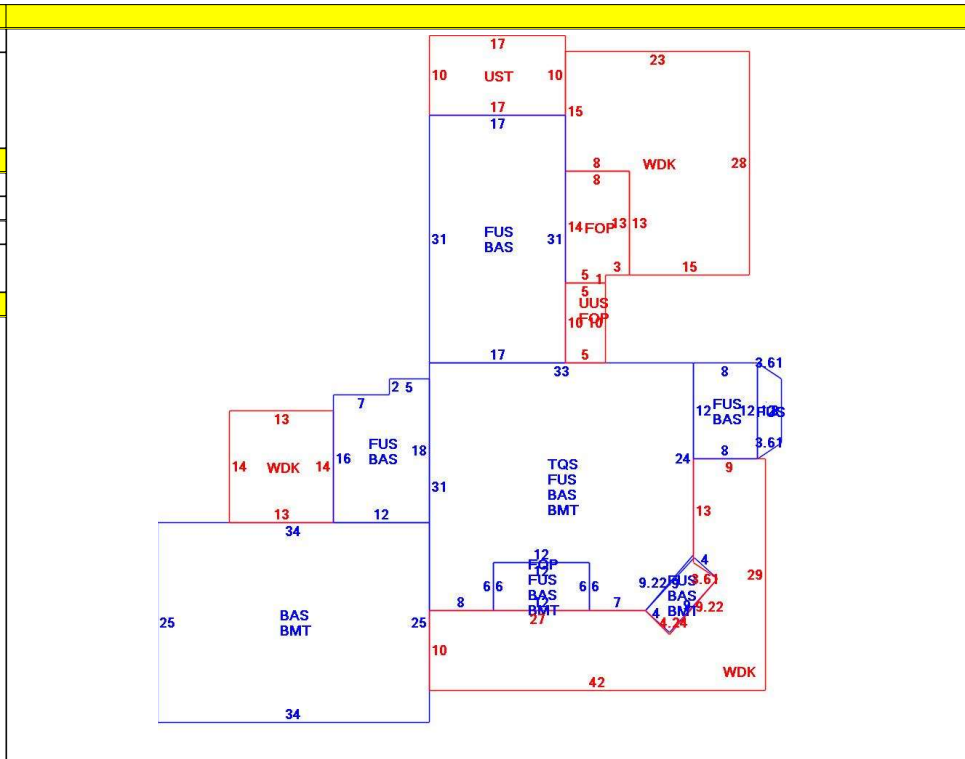 17
23
10 UST 10
17 15
17
8 WDK 28
8
FUS
BAS
31 31
14 FOP 13 13
5 1 3 15
5
UUS
FOP
10 10
17 5
33
3.61
8
2 5
7
FUS
BAS
12 12
FUS
3.61
8
13
FUS
BAS
18
16
24
9
14 WDK 14
TQS
FUS
BAS
BMT
31
13
13 12
34
12
FOP
12
FUS
BAS
BMT
6 6 6 6
12
9.22 9
4
3.61
FUS
BAS
BMT
29
9 9.22
4
4.24
8 7
27
25 BAS
BMT
25
10
WDK
42
34